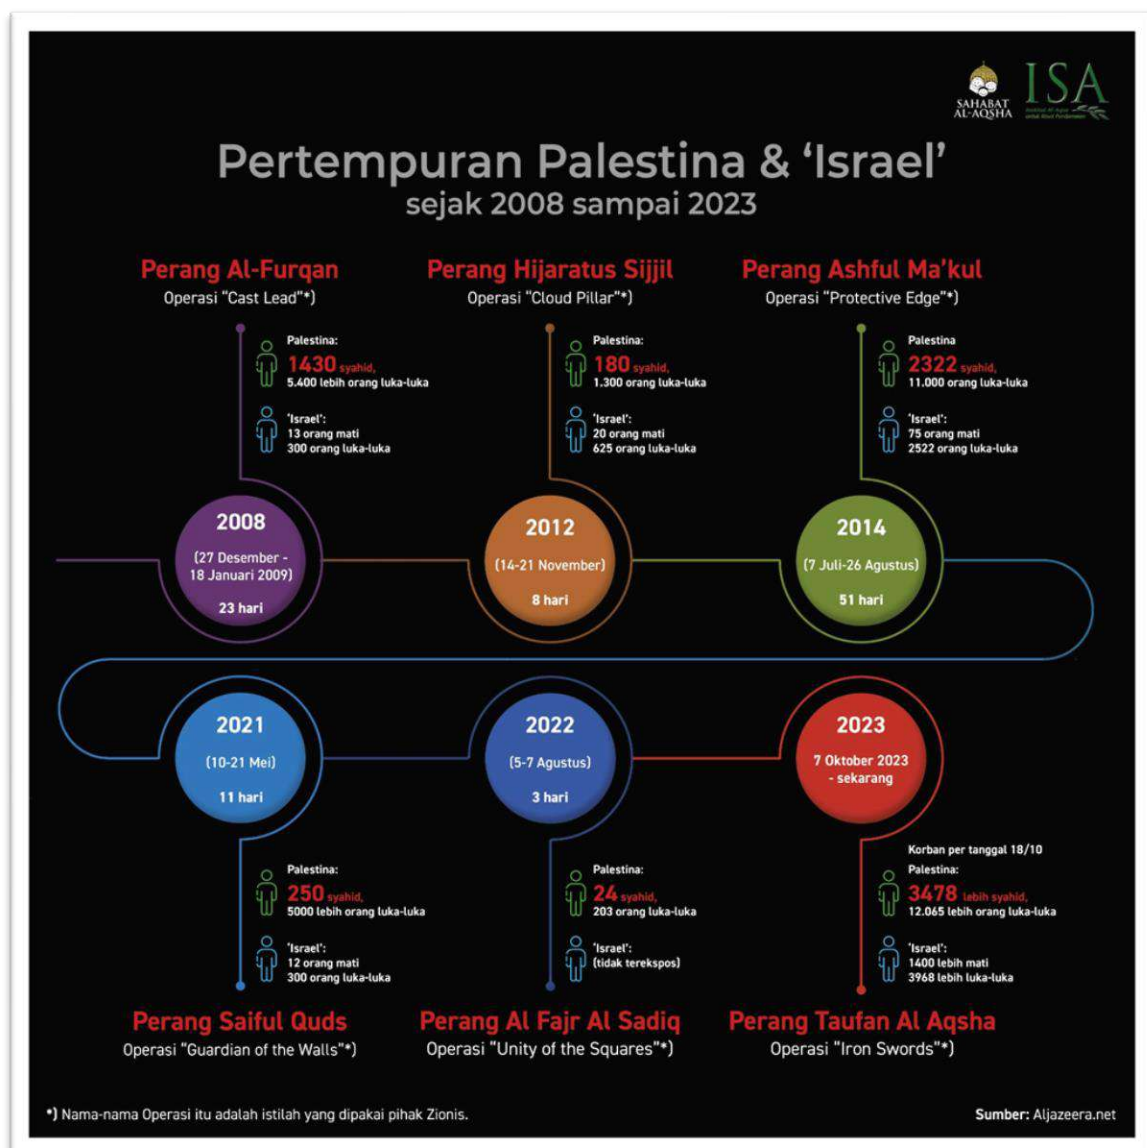 SAHABAT
AL-AQSHA
ISA
Pertempuran Palestina & ‘Israel’
sejak 2008 sampai 2023
Perang Al-Furqan
Operasi “Cast Lead”*)
Palestina:
1430 syahid,
5.400 lebih orang luka-luka
‘Israel’:
13 orang mati
300 orang luka-luka
2008
(27 Desember -
18 Januari 2009)
23 hari
Perang Hijaratus Sijjil
Operasi “Cloud Pillar”*)
Palestina:
180 syahid,
1.300 orang luka-luka
‘Israel’:
20 orang mati
625 orang luka-luka
2012
(14-21 November)
8 hari
Perang Ashful Ma’kul
Operasi “Protective Edge”*)
Palestina
2322 syahid,
11.000 orang luka-luka
‘Israel’:
75 orang mati
2522 orang luka-luka
2014
(7 Juli-26 Agustus)
51 hari
2021
(10-21 Mei)
11 hari
Palestina:
250 syahid,
5000 lebih orang luka-luka
‘Israel’:
12 orang mati
300 orang luka-luka
Perang Saiful Quds
Operasi “Guardian of the Walls”*)
2022
(5-7 Agustus)
3 hari
Palestina:
24 syahid,
203 orang luka-luka
‘Israel’:
(tidak terekspos)
Perang Al Fajr Al Sadiq
Operasi “Unity of the Squares”*)
2023
7 Oktober 2023
- sekarang
Korban per tanggal 18/10
Palestina:
3478 lebih syahid,
12.065 lebih orang luka-luka
‘Israel’:
1400 lebih mati
3968 lebih luka-luka
Perang Taufan Al Aqsha
Operasi “Iron Swords”*)
*) Nama-nama Operasi itu adalah istilah yang dipakai pihak Zionis.
Sumber: Aljazeera.net